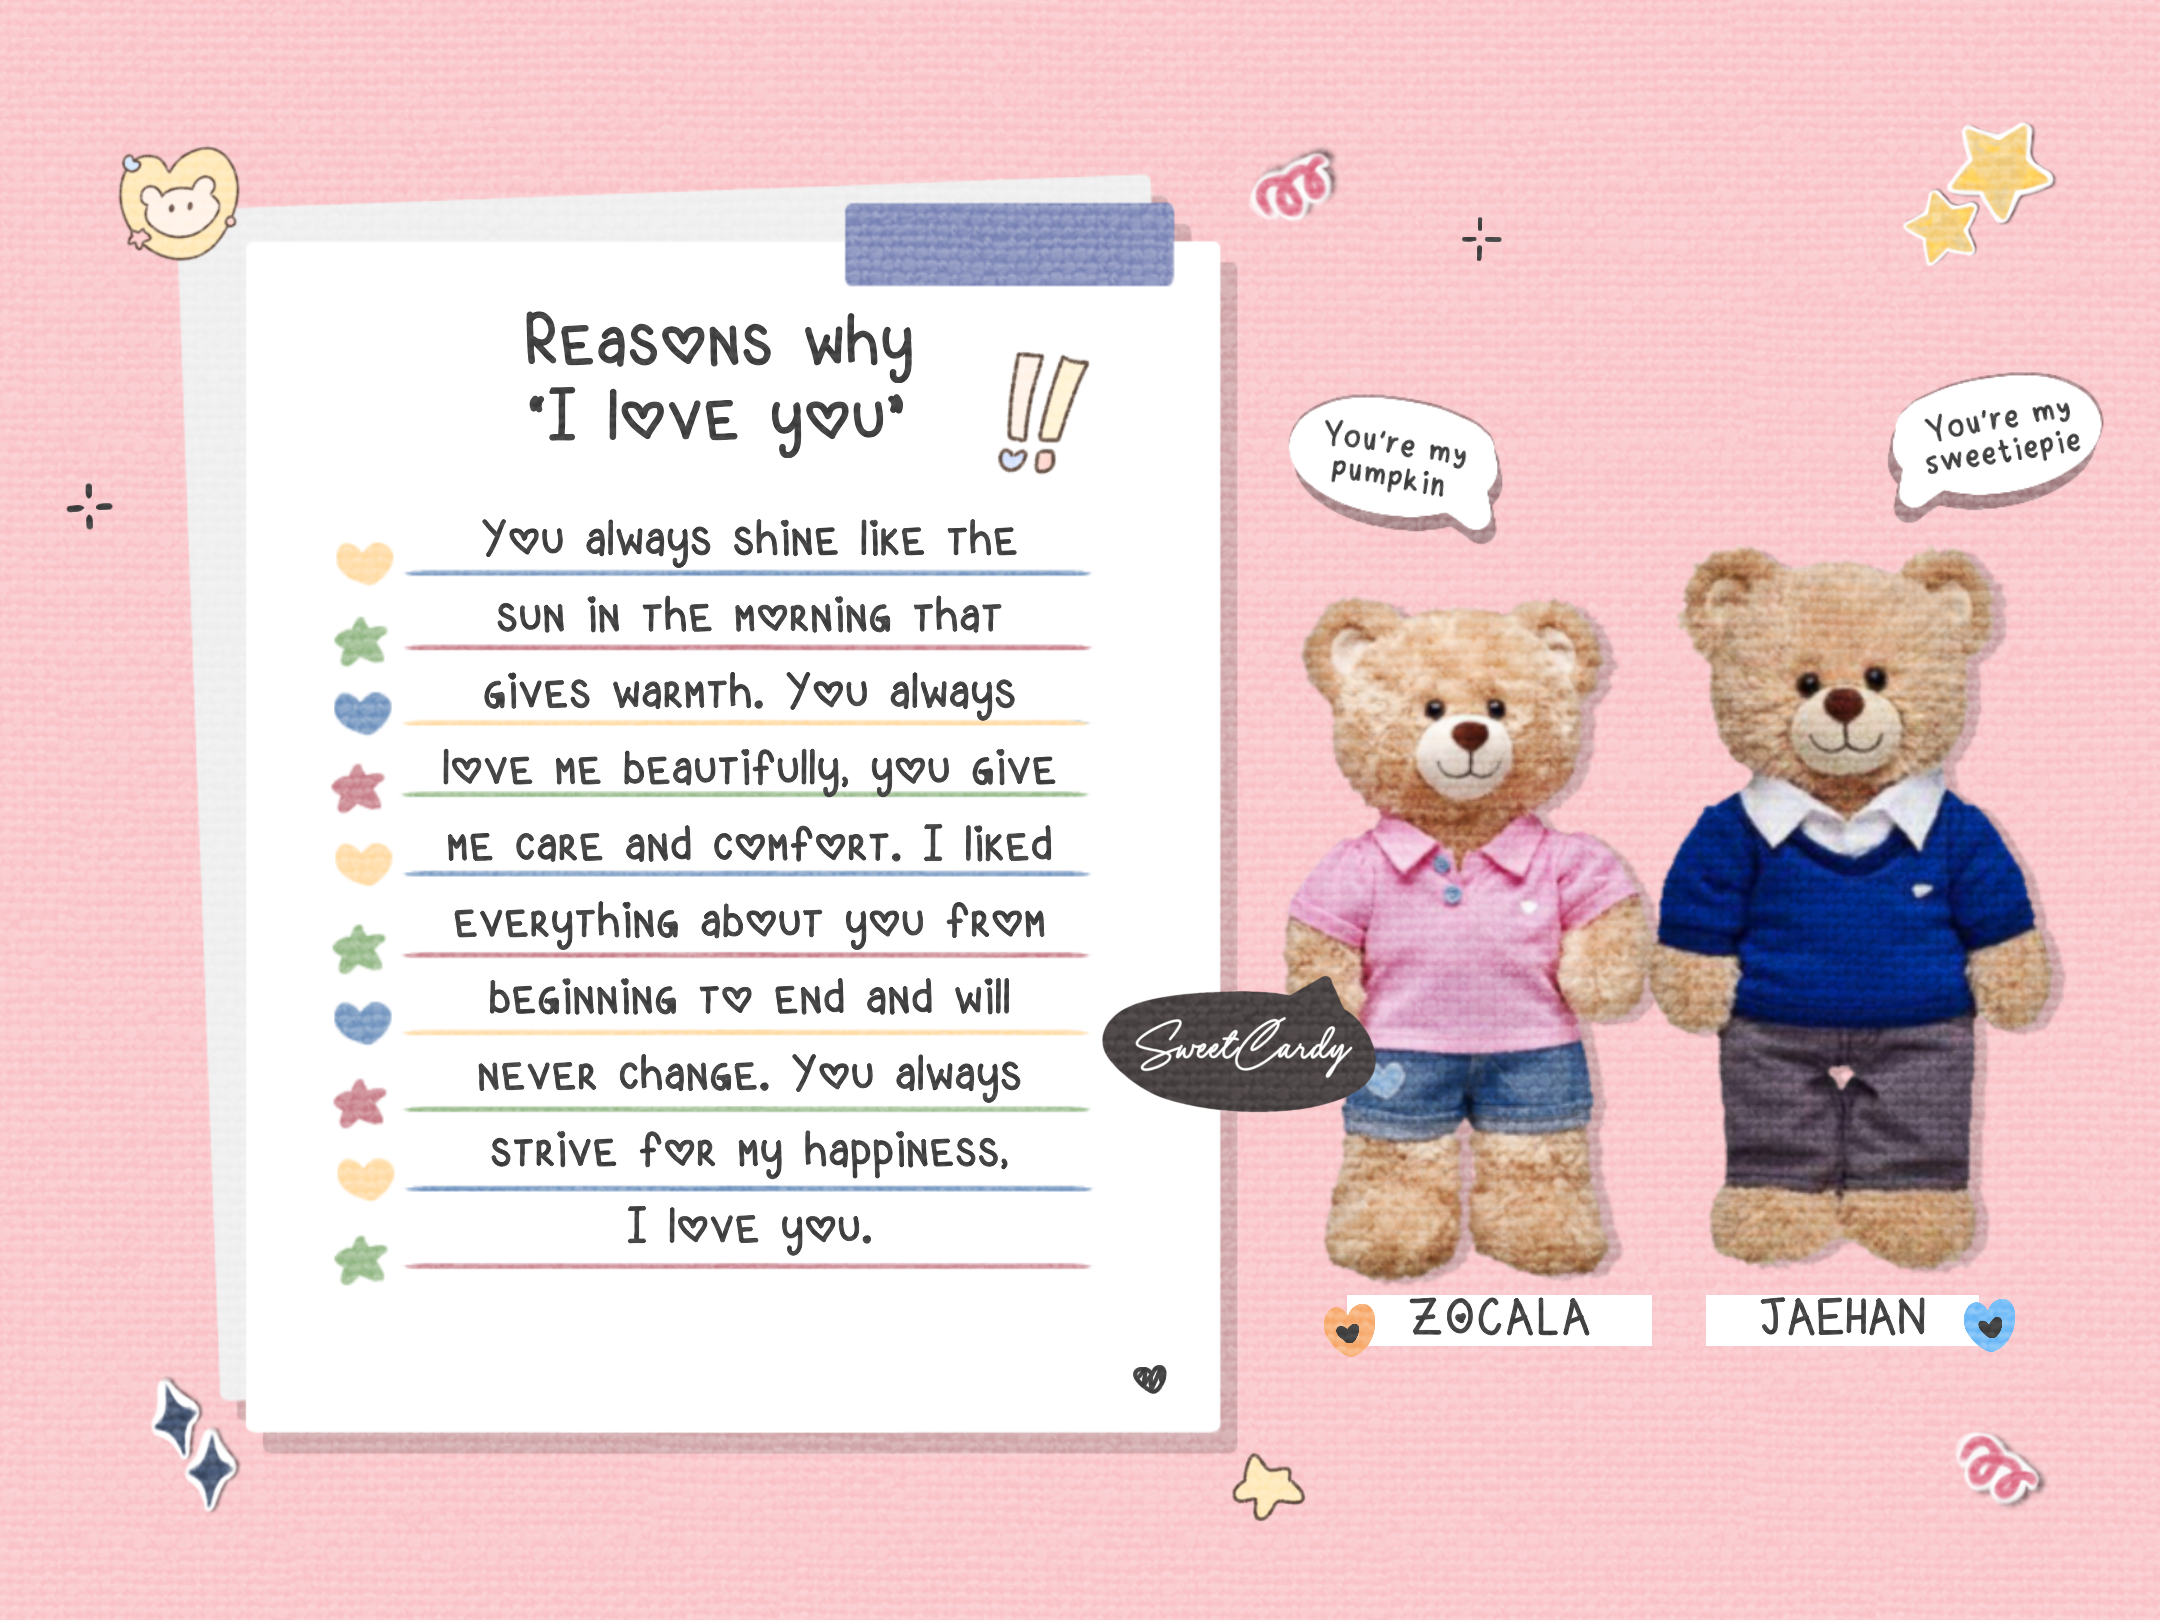 Reasons why
“I love you”
You always shine like the
sun in the morning that
gives warmth. You always
love me beautifully, you give
me care and comfort. I liked
everything about you from
beginning to end and will
never change. You always
strive for my happiness,
I love you.
You're my
pumpkin
You're my
sweetiepie
SweetCardy
ZOCALA
JAEHAN